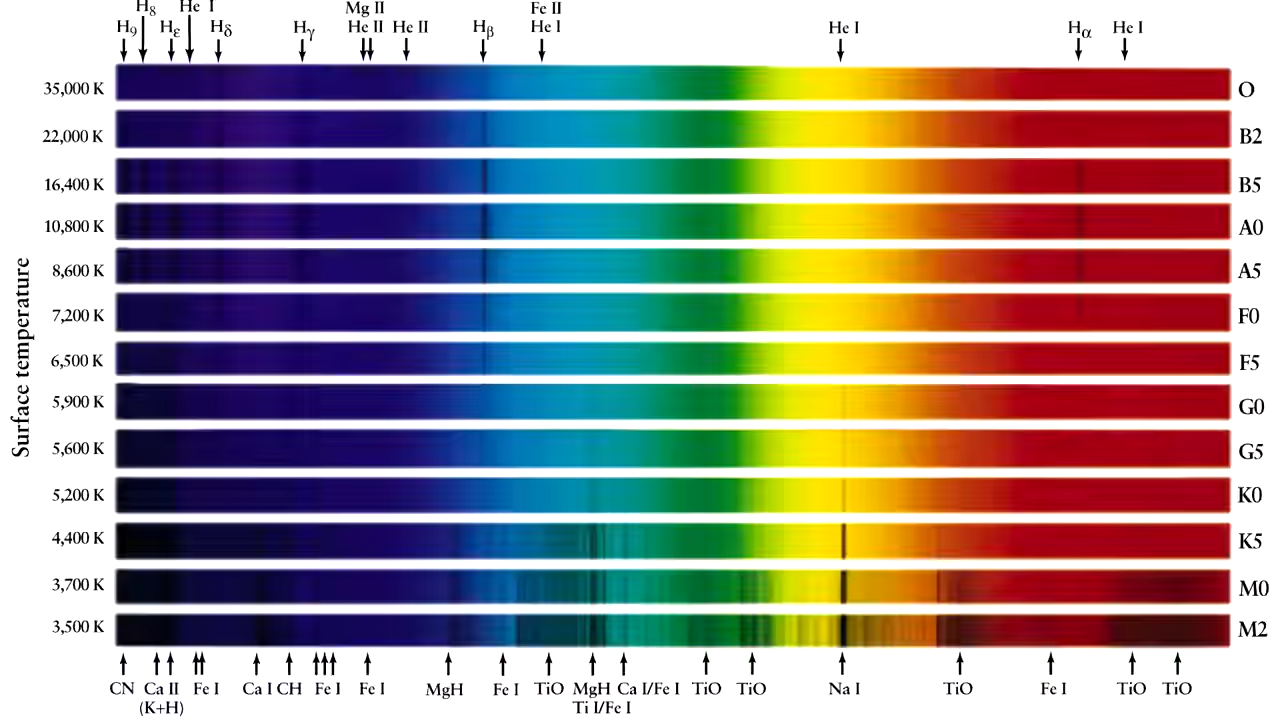 H8 He I Mg II Fe II
H9 Hε Hδ Hγ He II He II Hβ He I He I Hα He I
35,000 K O
22,000 K B2
16,400 K B5
10,800 K A0
8,600 K A5
7,200 K F0
6,500 K F5
5,900 K G0
5,600 K G5
5,200 K K0
4,400 K K5
3,700 K M0
3,500 K M2
Surface temperature
CN Ca II Fe I Ca I CH Fe I Fe I MgH Fe I TiO MgH Ca I/Fe I TiO TiO Na I TiO Fe I TiO TiO
(K+H) Ti I/Fe I